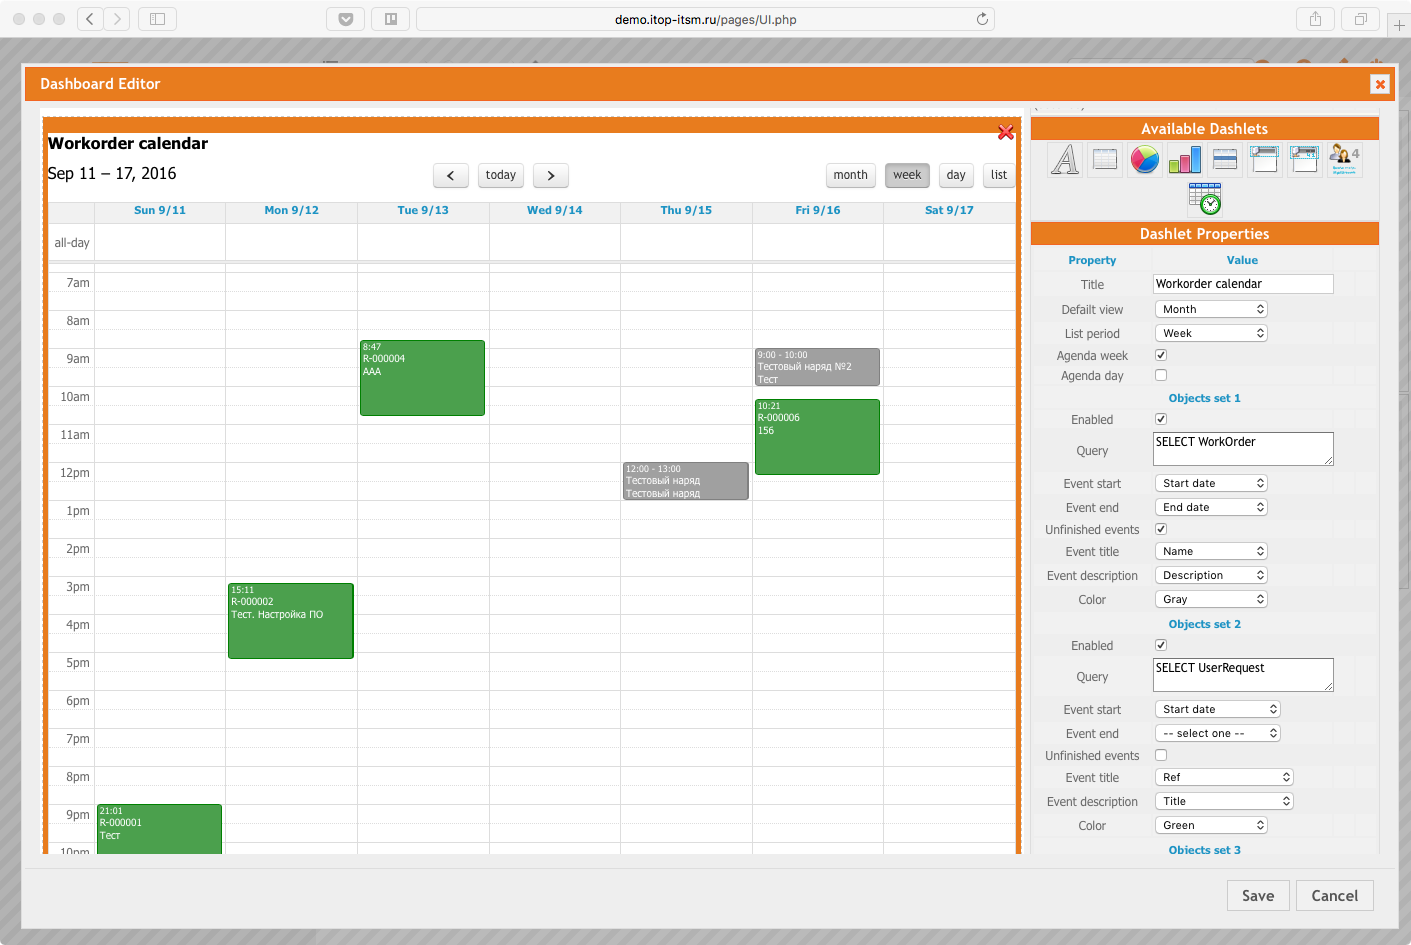 demo.itop-itsm.ru/pages/UI.php
Dashboard Editor
Workorder calendar
Sep 11 – 17, 2016
today
month
week
day
list
Sun 9/11
Mon 9/12
Tue 9/13
Wed 9/14
Thu 9/15
Fri 9/16
Sat 9/17
all-day
7am
8am
9am
10am
11am
12pm
1pm
2pm
3pm
4pm
5pm
6pm
7pm
8pm
9pm
10pm
21:01
R-000001
Тест
15:11
R-000002
Тест. Настройка ПО
8:47
R-000004
AAA
12:00 - 13:00
Тестовый наряд
Тестовый наряд
9:00 - 10:00
Тестовый наряд №2
Тест
10:21
R-000006
156
Available Dashlets
A
4
Dashlet Properties
Property Value
Title Workorder calendar
Defailt view Month
List period Week
Agenda week
Agenda day
Objects set 1
Enabled
Query SELECT WorkOrder
Event start Start date
Event end End date
Unfinished events
Event title Name
Event description Description
Color Gray
Objects set 2
Enabled
Query SELECT UserRequest
Event start Start date
Event end -- select one --
Unfinished events
Event title Ref
Event description Title
Color Green
Objects set 3
Save
Cancel